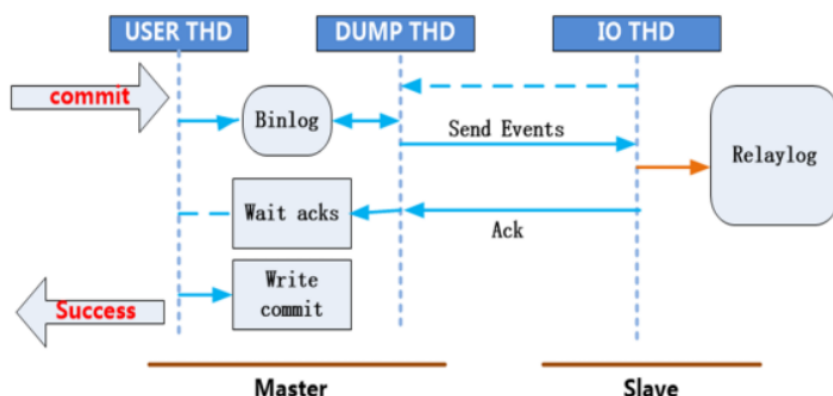 USER THD
DUMP THD
IO THD
commit
Binlog
Send Events
Relaylog
Wait acks
Ack
Write
commit
Success
Master
Slave